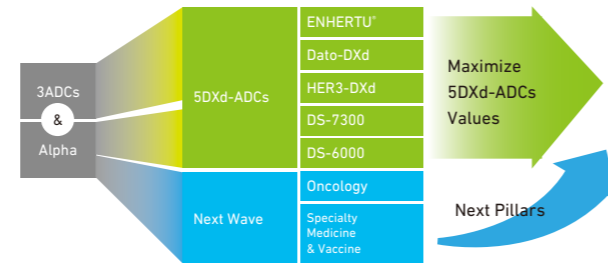 3ADCs
&
Alpha
5DXd-ADCs
ENHERTU®
Dato-DXd
HER3-DXd
DS-7300
DS-6000
Next Wave
Oncology
Specialty
Medicine
& Vaccine
Maximize
5DXd-ADCs
Values
Next Pillars